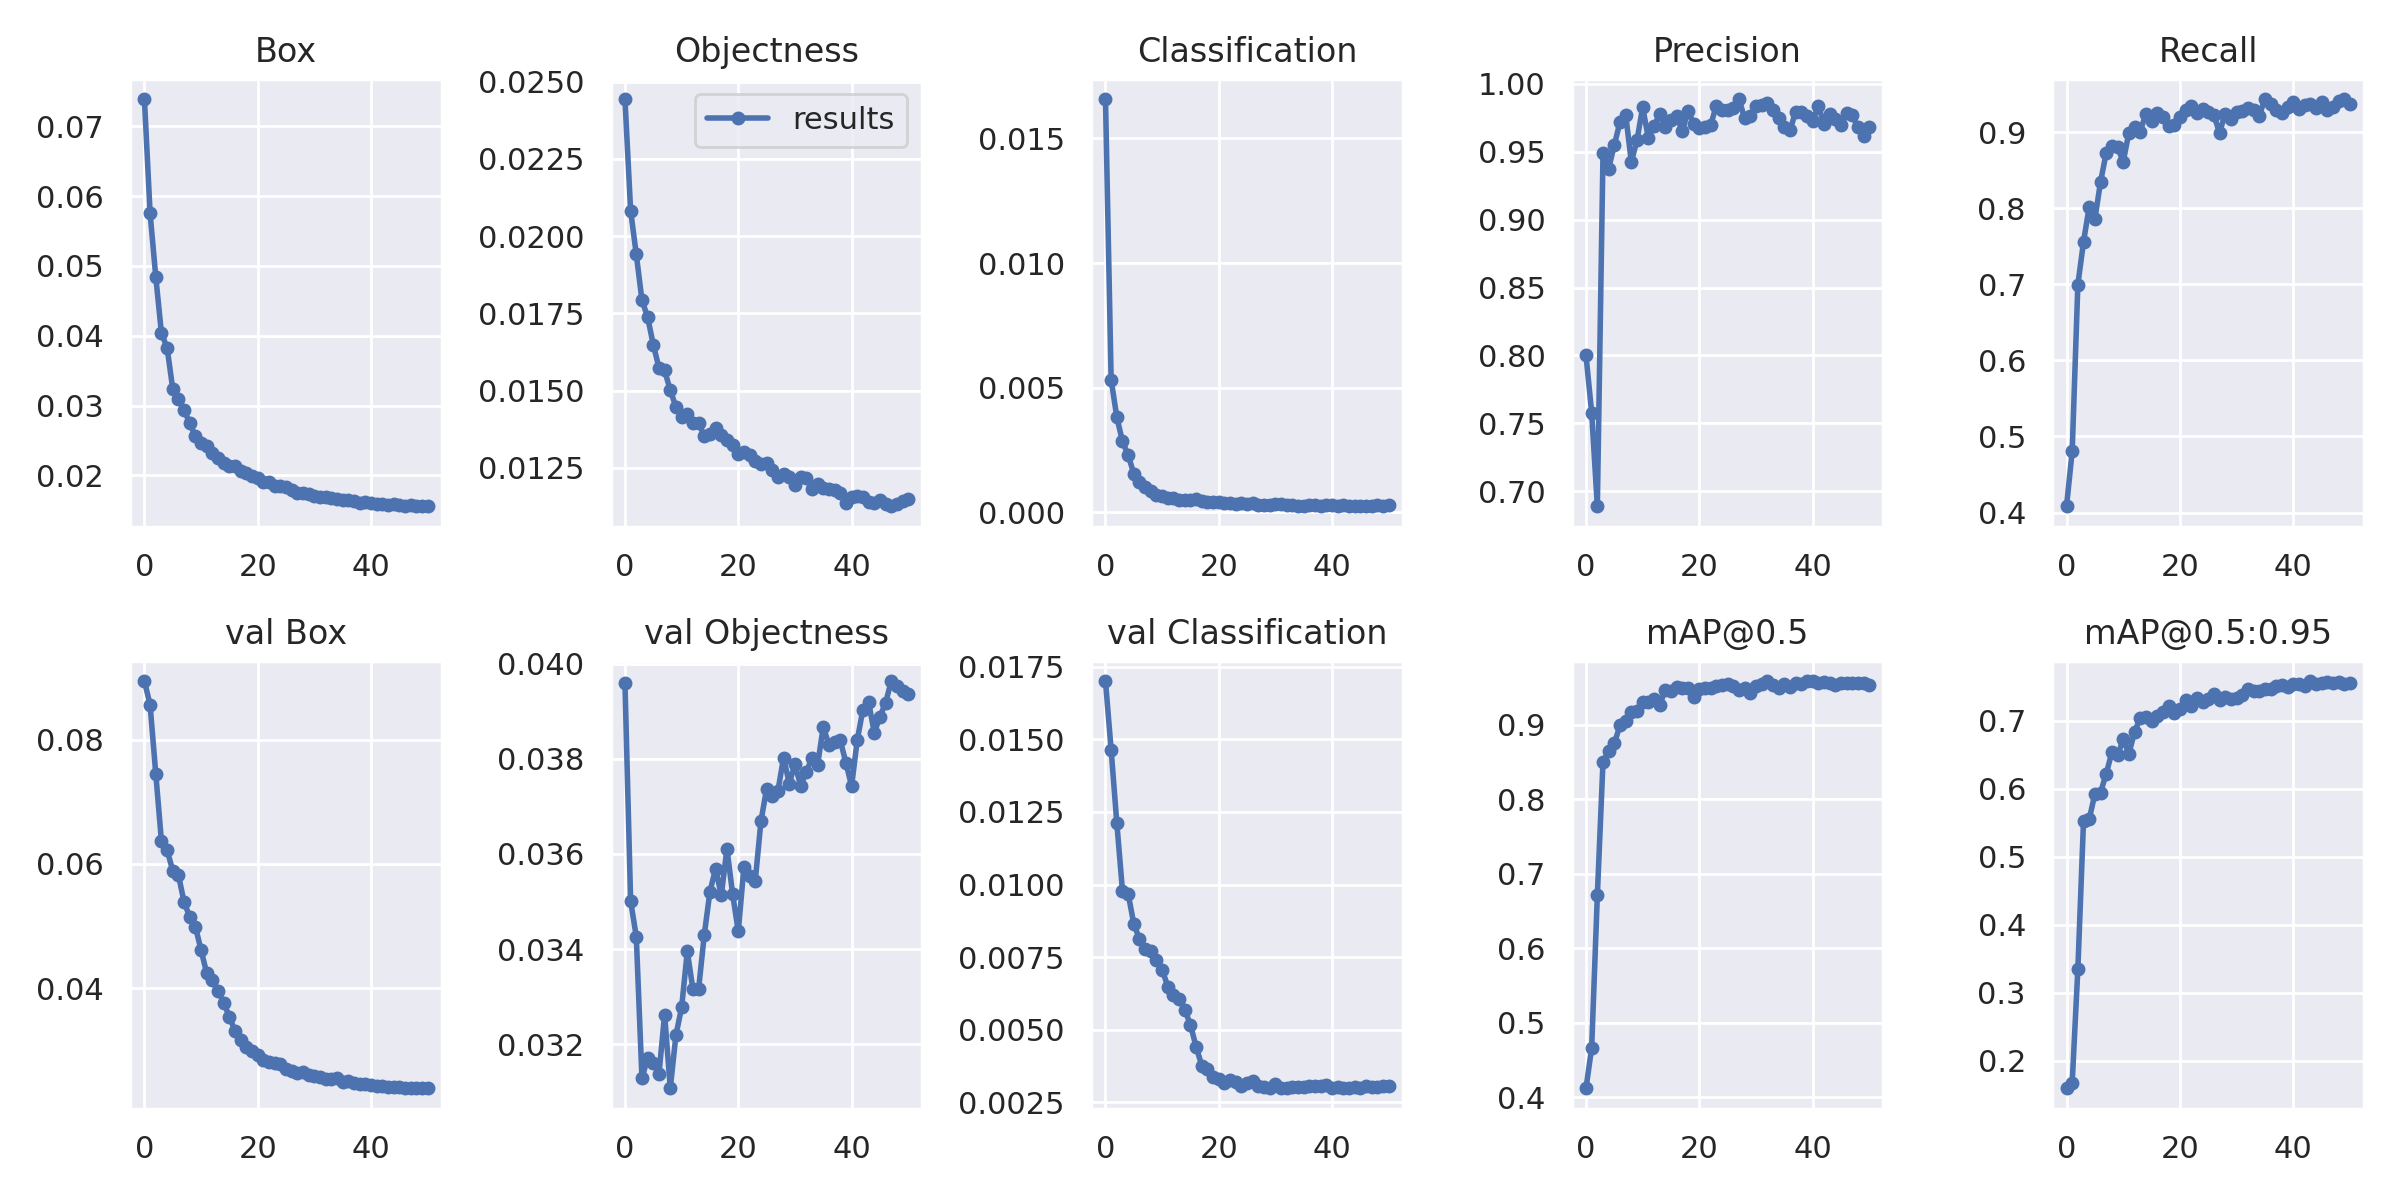 Box
0.07
0.06
0.05
0.04
0.03
0.02
0 20 40
Objectness
results
0.0250
0.0225
0.0200
0.0175
0.0150
0.0125
0 20 40
Classification
0.015
0.010
0.005
0.000
0 20 40
Precision
1.00
0.95
0.90
0.85
0.80
0.75
0.70
0 20 40
Recall
0.9
0.8
0.7
0.6
0.5
0.4
0 20 40
val Box
0.08
0.06
0.04
0 20 40
val Objectness
0.040
0.038
0.036
0.034
0.032
0 20 40
val Classification
0.0175
0.0150
0.0125
0.0100
0.0075
0.0050
0.0025
0 20 40
mAP@0.5
0.9
0.8
0.7
0.6
0.5
0.4
0 20 40
mAP@0.5:0.95
0.7
0.6
0.5
0.4
0.3
0.2
0 20 40